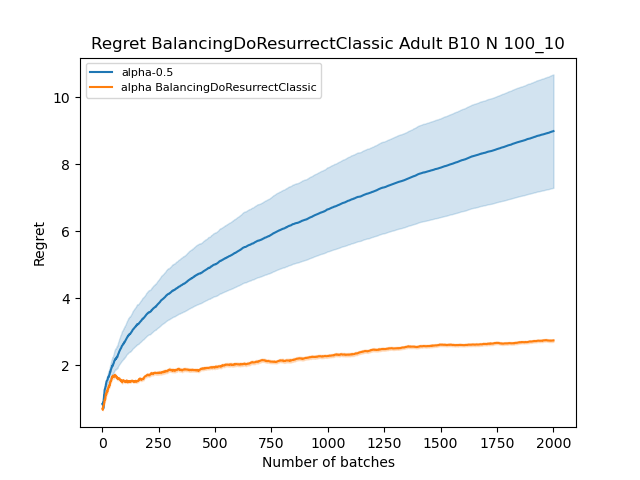 Regret BalancingDoResurrectClassic Adult B10 N 100_10
alpha-0.5
alpha BalancingDoResurrectClassic
10
8
6
4
2
Regret
0 250 500 750 1000 1250 1500 1750 2000
Number of batches